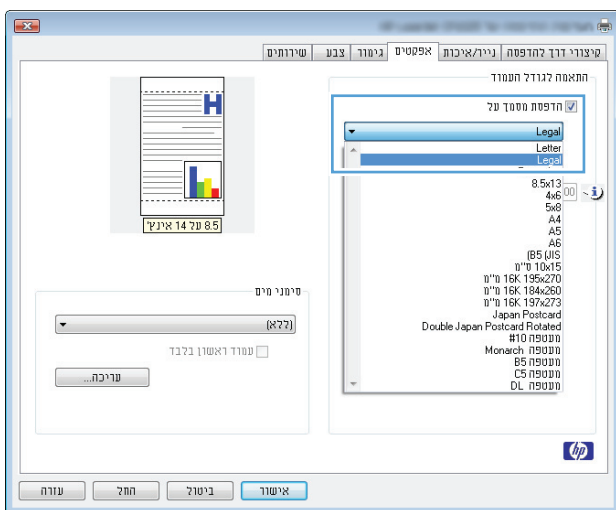 קיצורי דרך להדפסה
נייר/איכות
אפקטים
גימור
צבע
שירותים
התאמה לגודל העמוד
הדפסת מסמך על
Legal
Letter
Legal
8.5x13
4x6
5x8
A4
A5
A6
(B5 (JIS
10x15 ס"מ
16K 195x270 מ"מ
16K 184x260 מ"מ
16K 197x273 מ"מ
Japan Postcard
Double Japan Postcard Rotated
מעטפה #10
מעטפה Monarch
מעטפה B5
מעטפה C5
מעטפה DL
00
H
8.5 על 14 אינץ'
סימני מים
(ללא)
עמוד ראשון בלבד
עריכה...
hp
אישור
ביטול
החל
עזרה